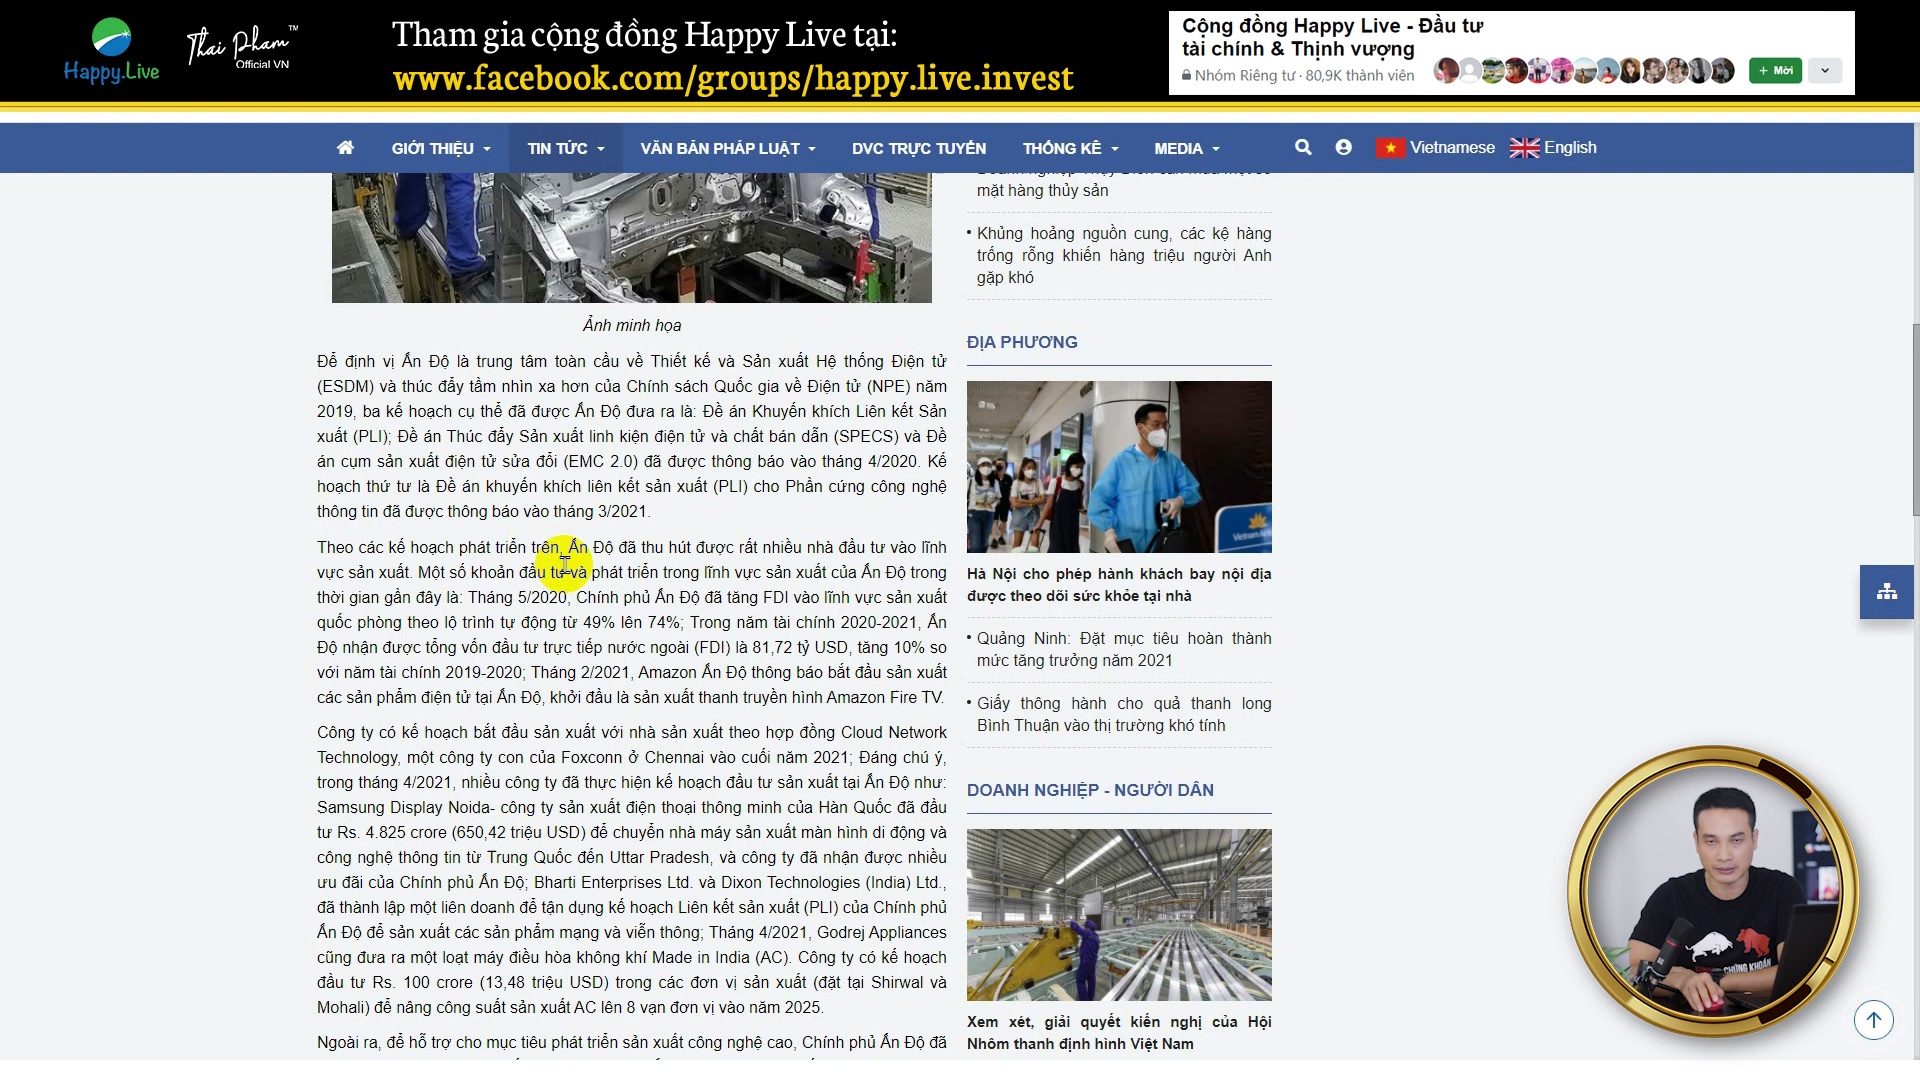 Happy.Live
Thai Pham™
Official VN
Tham gia cộng đồng Happy Live tại:
www.facebook.com/groups/happy.live.invest
Cộng đồng Happy Live - Đầu tư
tài chính & Thịnh vượng
Nhóm Riêng tư · 80,9K thành viên
+ Mời
GIỚI THIỆU
TIN TỨC
VĂN BẢN PHÁP LUẬT
DVC TRỰC TUYẾN
THỐNG KÊ
MEDIA
Vietnamese
English
mặt hàng thủy sản
• Khủng hoảng nguồn cung, các kệ hàng
trống rỗng khiến hàng triệu người Anh
gặp khó
Ảnh minh họa
Để định vị Ấn Độ là trung tâm toàn cầu về Thiết kế và Sản xuất Hệ thống Điện tử
(ESDM) và thúc đẩy tầm nhìn xa hơn của Chính sách Quốc gia về Điện tử (NPE) năm
2019, ba kế hoạch cụ thể đã được Ấn Độ đưa ra là: Đề án Khuyến khích Liên kết Sản
xuất (PLI); Đề án Thúc đẩy Sản xuất linh kiện điện tử và chất bán dẫn (SPECS) và Đề
án cụm sản xuất điện tử sửa đổi (EMC 2.0) đã được thông báo vào tháng 4/2020. Kế
hoạch thứ tư là Đề án khuyến khích liên kết sản xuất (PLI) cho Phần cứng công nghệ
thông tin đã được thông báo vào tháng 3/2021.
Theo các kế hoạch phát triển trên, Ấn Độ đã thu hút được rất nhiều nhà đầu tư vào lĩnh
vực sản xuất. Một số khoản đầu tư và phát triển trong lĩnh vực sản xuất của Ấn Độ trong
thời gian gần đây là: Tháng 5/2020, Chính phủ Ấn Độ đã tăng FDI vào lĩnh vực sản xuất
quốc phòng theo lộ trình tự động từ 49% lên 74%; Trong năm tài chính 2020-2021, Ấn
Độ nhận được tổng vốn đầu tư trực tiếp nước ngoài (FDI) là 81,72 tỷ USD, tăng 10% so
với năm tài chính 2019-2020; Tháng 2/2021, Amazon Ấn Độ thông báo bắt đầu sản xuất
các sản phẩm điện tử tại Ấn Độ, khởi đầu là sản xuất thanh truyền hình Amazon Fire TV.
Công ty có kế hoạch bắt đầu sản xuất với nhà sản xuất theo hợp đồng Cloud Network
Technology, một công ty con của Foxconn ở Chennai vào cuối năm 2021; Đáng chú ý,
trong tháng 4/2021, nhiều công ty đã thực hiện kế hoạch đầu tư sản xuất tại Ấn Độ như:
Samsung Display Noida- công ty sản xuất điện thoại thông minh của Hàn Quốc đã đầu
tư Rs. 4.825 crore (650,42 triệu USD) để chuyển nhà máy sản xuất màn hình di động và
công nghệ thông tin từ Trung Quốc đến Uttar Pradesh, và công ty đã nhận được nhiều
ưu đãi của Chính phủ Ấn Độ; Bharti Enterprises Ltd. và Dixon Technologies (India) Ltd.,
đã thành lập một liên doanh để tận dụng kế hoạch Liên kết sản xuất (PLI) của Chính phủ
Ấn Độ để sản xuất các sản phẩm mạng và viễn thông; Tháng 4/2021, Godrej Appliances
cũng đưa ra một loạt máy điều hòa không khí Made in India (AC). Công ty có kế hoạch
đầu tư Rs. 100 crore (13,48 triệu USD) trong các đơn vị sản xuất (đặt tại Shirwal và
Mohali) để nâng công suất sản xuất AC lên 8 vạn đơn vị vào năm 2025.
Ngoài ra, để hỗ trợ cho mục tiêu phát triển sản xuất công nghệ cao, Chính phủ Ấn Độ đã
ĐỊA PHƯƠNG
Hà Nội cho phép hành khách bay nội địa
được theo dõi sức khỏe tại nhà
• Quảng Ninh: Đặt mục tiêu hoàn thành
mức tăng trưởng năm 2021
• Giấy thông hành cho quả thanh long
Bình Thuận vào thị trường khó tính
DOANH NGHIỆP - NGƯỜI DÂN
Xem xét, giải quyết kiến nghị của Hội
Nhôm thanh định hình Việt Nam